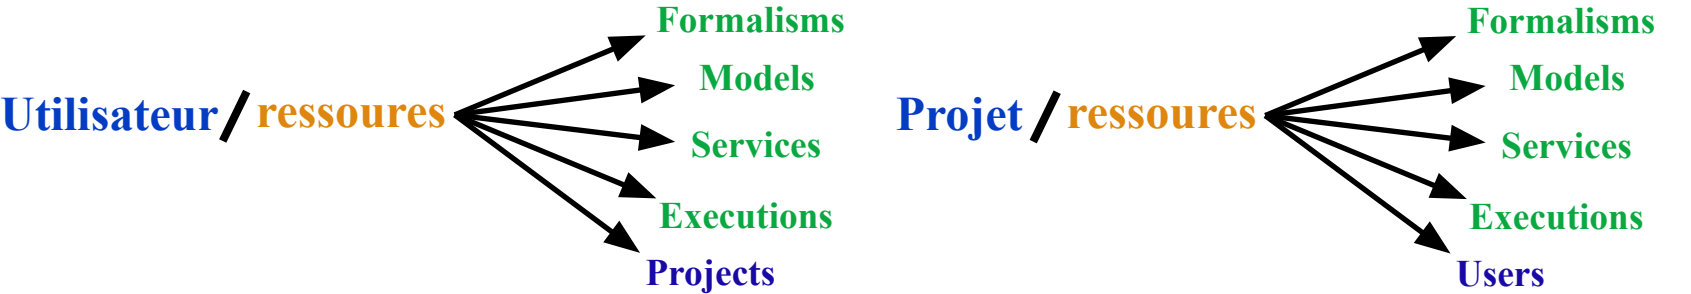 Formalisms
Models
Utilisateur / ressoures
Services
Executions
Projects
Formalisms
Models
Projet / ressoures
Services
Executions
Users